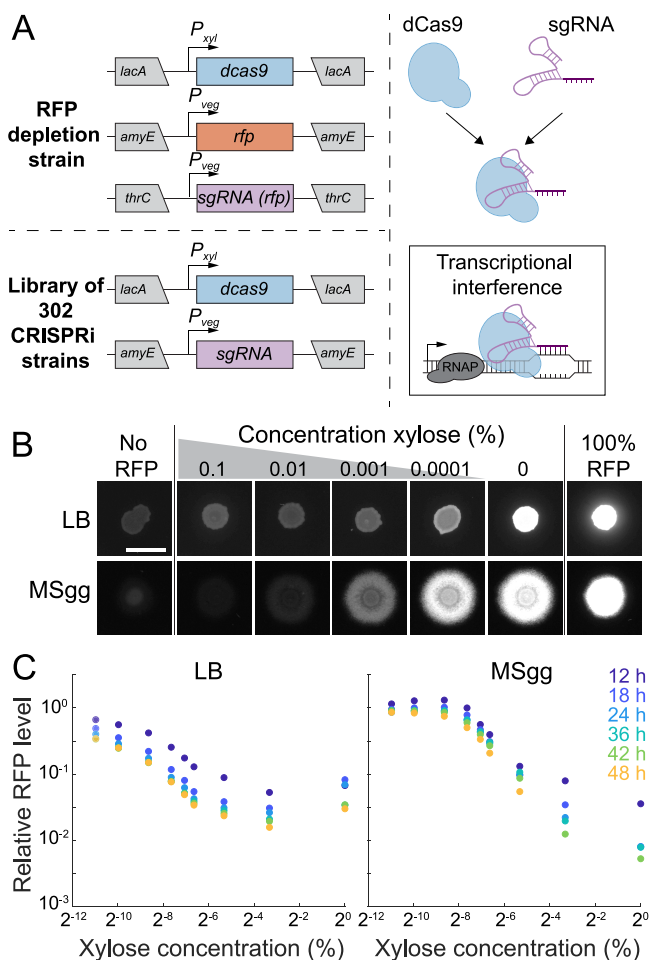 A
P_xyl
lacA
dcas9
lacA
RFP
depletion
strain
P_veg
amyE
rfp
amyE
P_veg
thrC
sgRNA (rfp)
thrC
Library of
302
CRISPRi
strains
P_xyl
lacA
dcas9
lacA
P_veg
amyE
sgRNA
amyE
dCas9
sgRNA
Transcriptional
interference
RNAP
B
No
RFP
Concentration xylose (%)
0.1 0.01 0.001 0.0001 0
100%
RFP
LB
MSgg
C
LB
MSgg
12 h
18 h
24 h
36 h
42 h
48 h
Relative RFP level
10^0
10^-1
10^-2
10^-3
2^-12 2^-10 2^-8 2^-6 2^-4 2^-2 2^0
Xylose concentration (%)
2^-12 2^-10 2^-8 2^-6 2^-4 2^-2 2^0
Xylose concentration (%)